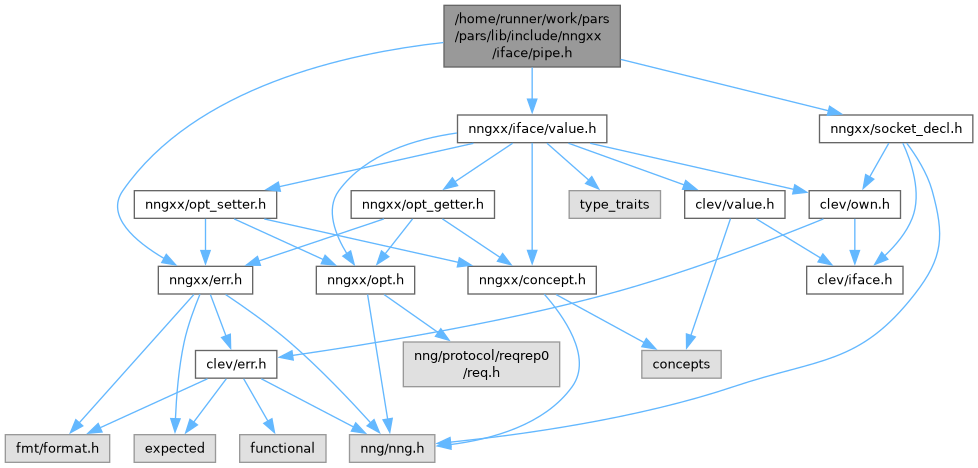 /home/runner/work/pars
/pars/lib/include/nngxx
/iface/pipe.h
nngxx/iface/value.h
nngxx/socket_decl.h
nngxx/opt_setter.h
nngxx/opt_getter.h
type_traits
clev/value.h
clev/own.h
nngxx/err.h
nngxx/opt.h
nngxx/concept.h
clev/iface.h
clev/err.h
nng/protocol/reqrep0
/req.h
concepts
fmt/format.h
expected
functional
nng/nng.h